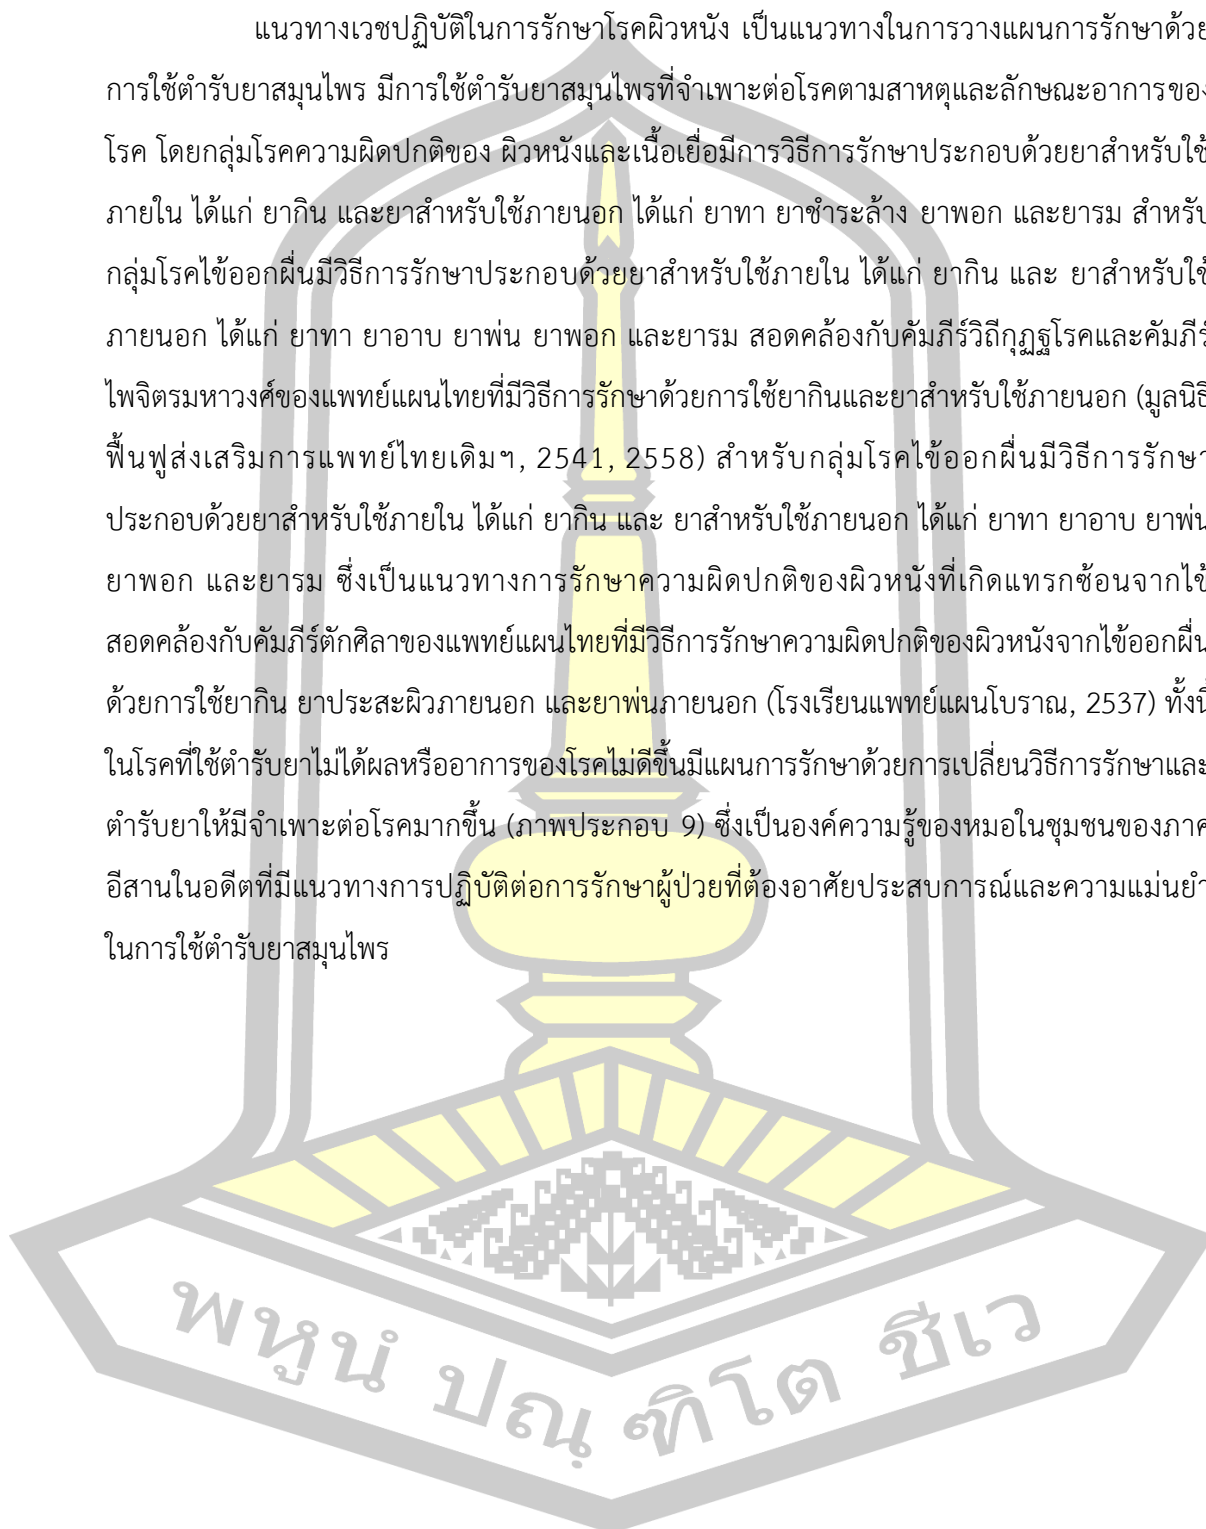 แนวทางเวชปฏิบัติในการรักษาโรคผิวหนัง เป็นแนวทางในการวางแผนการรักษาด้วย
การใช้ตำรับยาสมุนไพร มีการใช้ตำรับยาสมุนไพรที่จำเพาะต่อโรคตามสาหตุและลักษณะอาการของ
โรค โดยกลุ่มโรคความผิดปกติของ ผิวหนังและเนื้อเยื่อมีการวิธีการรักษาประกอบด้วยยาสำหรับใช้
ภายใน ได้แก่ ยากิน และยาสำหรับใช้ภายนอก ได้แก่ ยาทา ยาชำระล้าง ยาพอก และยารม สำหรับ
กลุ่มโรคไข้ออกผื่นมีวิธีการรักษาประกอบด้วยยาสำหรับใช้ภายใน ได้แก่ ยากิน และ ยาสำหรับใช้
ภายนอก ได้แก่ ยาทา ยาอาบ ยาพ่น ยาพอก และยารม สอดคล้องกับคัมภีร์วิถีกุฏฐโรคและคัมภีร์
ไพจิตรมหาวงศ์ของแพทย์แผนไทยที่มีวิธีการรักษาด้วยการใช้ยากินและยาสำหรับใช้ภายนอก (มูลนิธิ
ฟื้นฟูส่งเสริมการแพทย์ไทยเดิมฯ, 2541, 2558) สำหรับกลุ่มโรคไข้ออกผื่นมีวิธีการรักษา
ประกอบด้วยยาสำหรับใช้ภายใน ได้แก่ ยากิน และ ยาสำหรับใช้ภายนอก ได้แก่ ยาทา ยาอาบ ยาพ่น
ยาพอก และยารม ซึ่งเป็นแนวทางการรักษาความผิดปกติของผิวหนังที่เกิดแทรกซ้อนจากไข้
สอดคล้องกับคัมภีร์ตักศิลาของแพทย์แผนไทยที่มีวิธีการรักษาความผิดปกติของผิวหนังจากไข้ออกผื่น
ด้วยการใช้ยากิน ยาประสะผิวภายนอก และยาพ่นภายนอก (โรงเรียนแพทย์แผนโบราณ, 2537) ทั้งนี้
ในโรคที่ใช้ตำรับยาไม่ได้ผลหรืออาการของโรคไม่ดีขึ้นมีแผนการรักษาด้วยการเปลี่ยนวิธีการรักษาและ
ตำรับยาให้มีจำเพาะต่อโรคมากขึ้น (ภาพประกอบ 9) ซึ่งเป็นองค์ความรู้ของหมอในชุมชนของภาค
อีสานในอดีตที่มีแนวทางการปฏิบัติต่อการรักษาผู้ป่วยที่ต้องอาศัยประสบการณ์และความแม่นยำ
ในการใช้ตำรับยาสมุนไพร
พหูนํ ปณฺ ฑิโต ชีเว